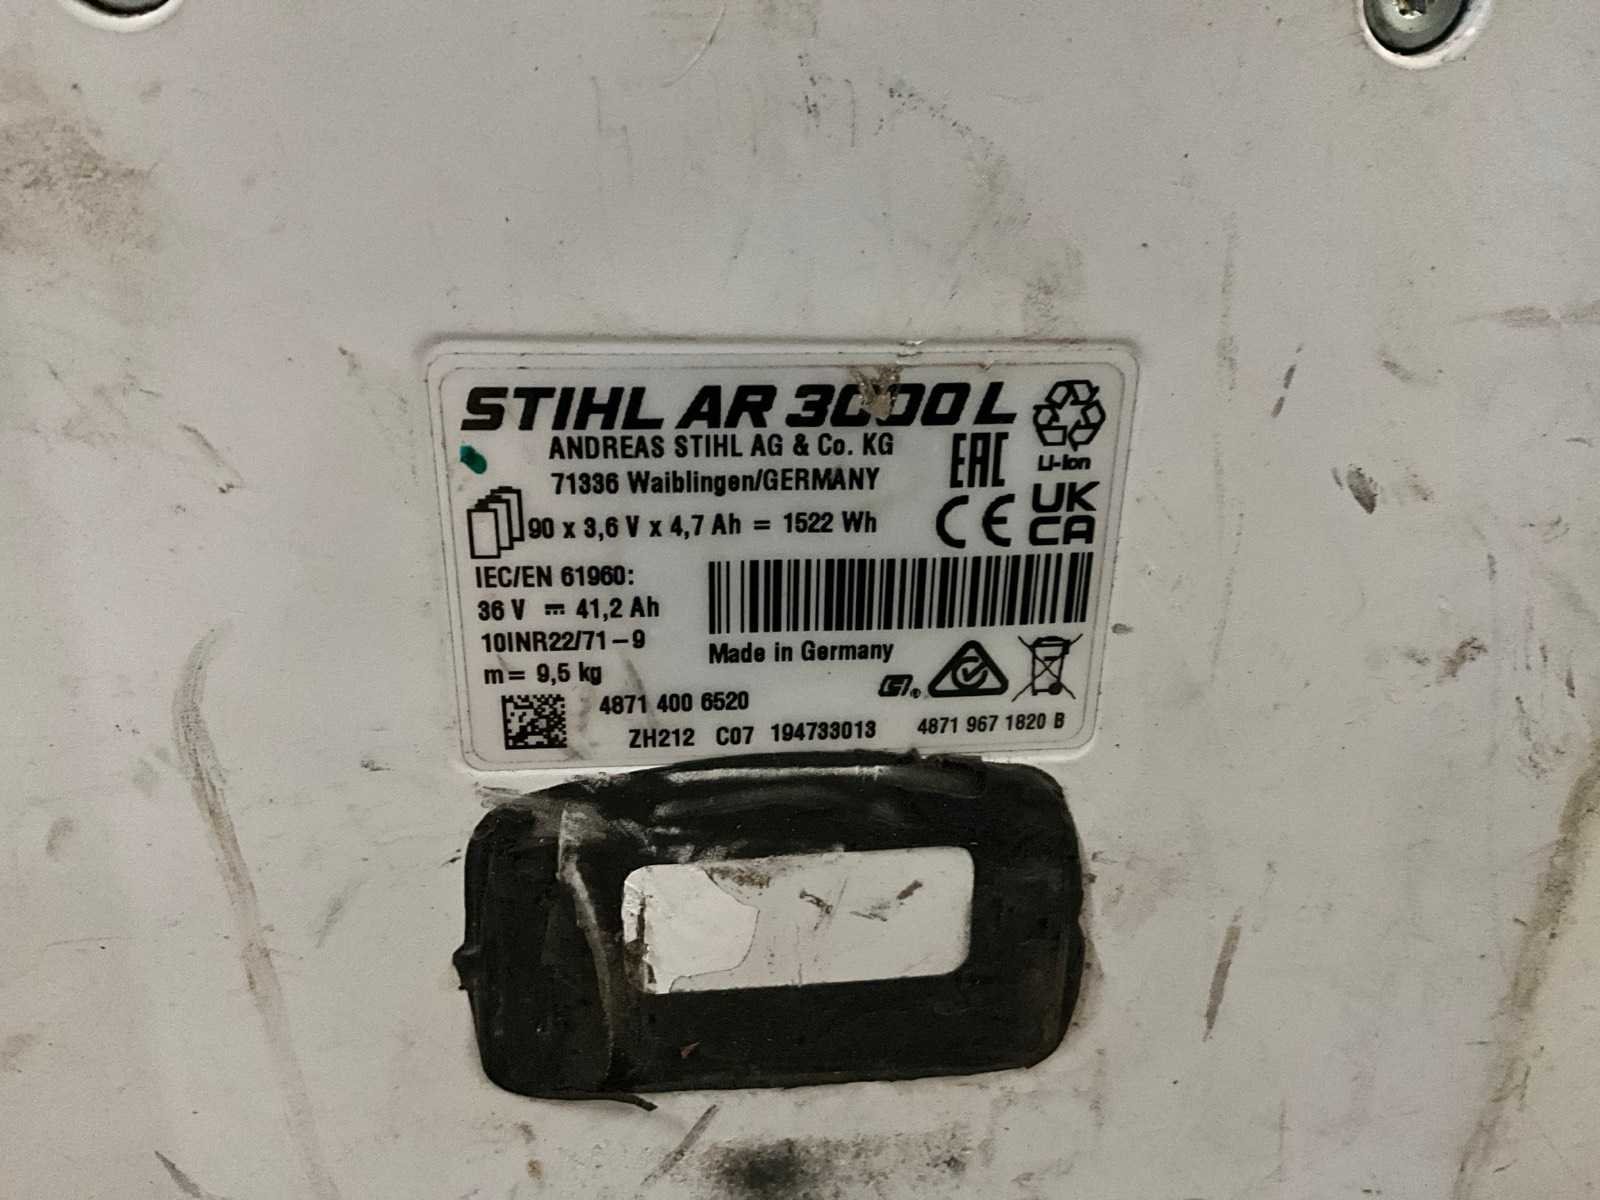 STIHL AR 3000 L
ANDREAS STIHL AG & Co. KG
71336 Waiblingen/GERMANY
EAC
Li-Ion
90 x 3,6 V x 4,7 Ah = 1522 Wh
CE
UK
CA
IEC/EN 61960:
36 V ⎓ 41,2 Ah
10INR22/71-9
m= 9,5 kg
Made in Germany
4871 400 6520
ZH212 C07 194733013
4871 967 1820 B